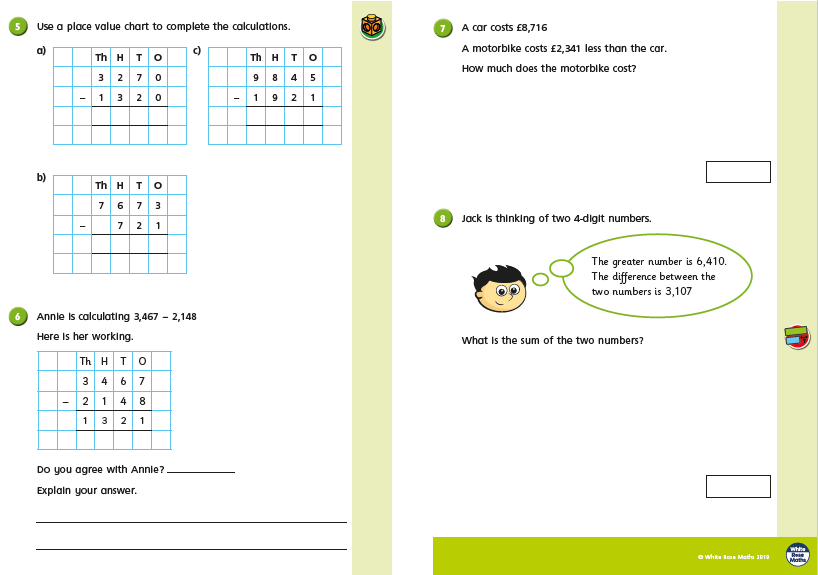 5 Use a place value chart to complete the calculations.
a)
Th H T O
3 2 7 0
– 1 3 2 0
c)
Th H T O
9 8 4 5
– 1 9 2 1
b)
Th H T O
7 6 7 3
– 7 2 1
6 Annie is calculating 3,467 – 2,148
Here is her working.
Th H T O
3 4 6 7
– 2 1 4 8
1 3 2 1
Do you agree with Annie?
Explain your answer.
7 A car costs £8,716
A motorbike costs £2,341 less than the car.
How much does the motorbike cost?
8 Jack is thinking of two 4-digit numbers.
The greater number is 6,410.
The difference between the
two numbers is 3,107
What is the sum of the two numbers?
© White Rose Maths 2019
White
Rose
Maths